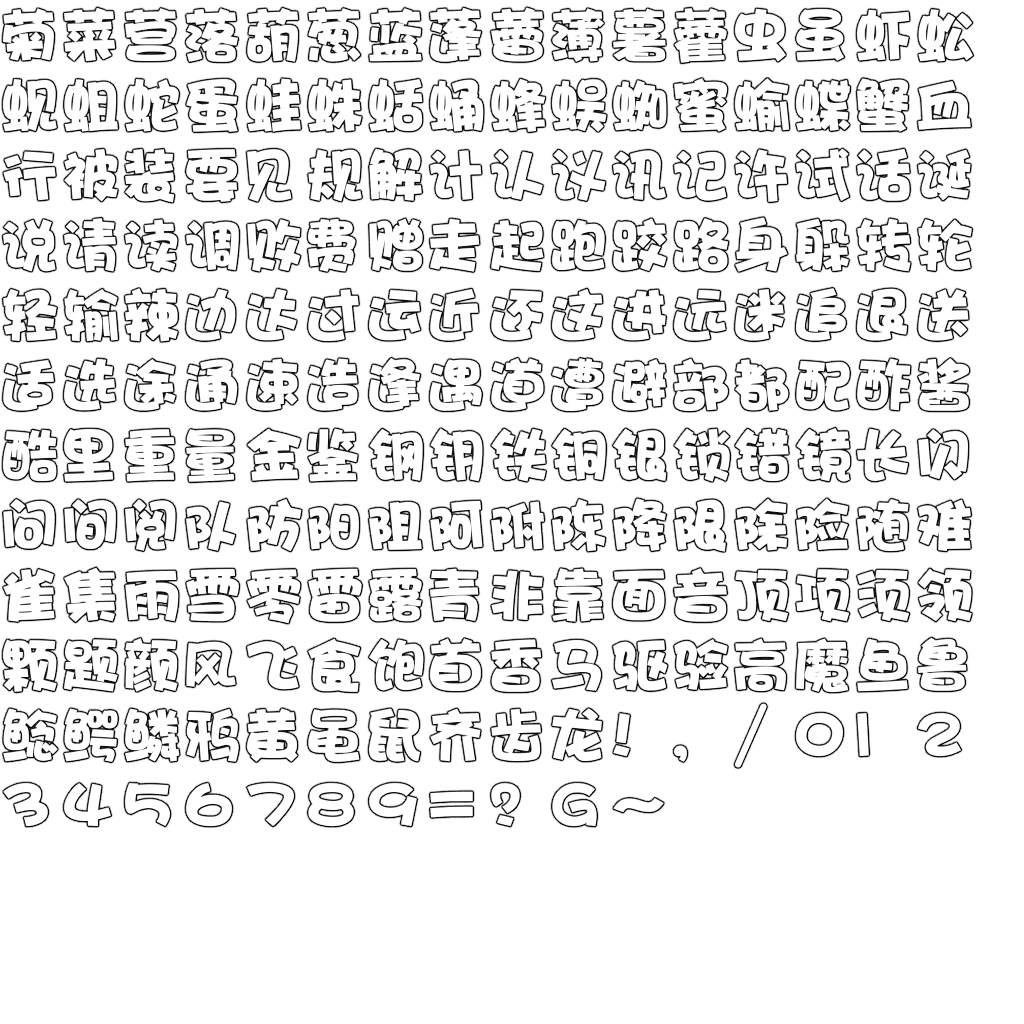 菊菜营落葫葱蓝蓬蔷薄薯藿虫虽虾蚣
蚬蛆蛇蛋蛙蛛蛞蛹蜂蜈蜘蜜蝓蝶蟹血
行被装要见规解计认议讯记许试话诞
说请读调败费赠走起跑跤路身躲转轮
轻输辣边达过运近还这进远迷追退送
适选途通速造逢遇道遭避部都配酢酱
酷里重量金鉴钢钥铁铜银锁错镜长闪
问间阅队防阳阻阿附陈降限除险随难
雀集雨雪零雷露青非靠面音顶项须领
颗题颜风飞食饱首香马驱验高魔鱼鲁
鲶鳄鳞鸦黄黾鼠齐齿龙!,/012
3456789=?G~